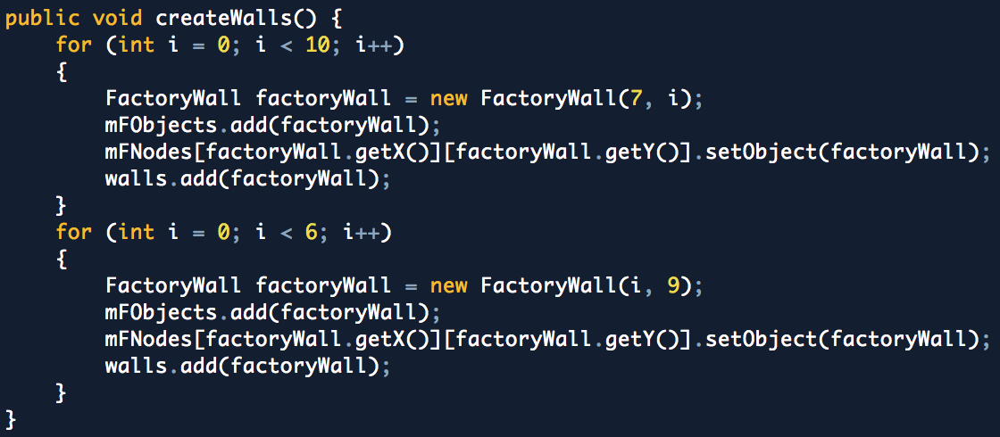 public void createWalls() {
    for (int i = 0; i < 10; i++)
    {
        FactoryWall factoryWall = new FactoryWall(7, i);
        mFObjects.add(factoryWall);
        mFNodes[factoryWall.getX()][factoryWall.getY()].setObject(factoryWall);
        walls.add(factoryWall);
    }
    for (int i = 0; i < 6; i++)
    {
        FactoryWall factoryWall = new FactoryWall(i, 9);
        mFObjects.add(factoryWall);
        mFNodes[factoryWall.getX()][factoryWall.getY()].setObject(factoryWall);
        walls.add(factoryWall);
    }
}